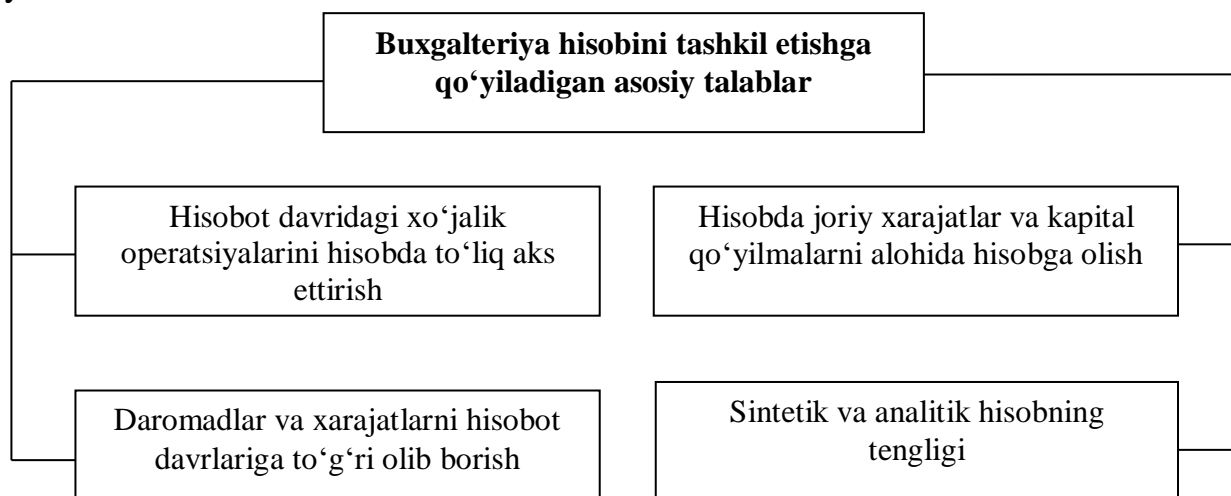 Buxgalteriya hisobini tashkil etishga
qo‘yiladigan asosiy talablar
Hisobot davridagi xo‘jalik
operatsiyalarini hisobda to‘liq aks
ettirish
Hisobda joriy xarajatlar va kapital
qo‘yilmalarni alohida hisobga olish
Daromadlar va xarajatlarni hisobot
davrlariga to‘g‘ri olib borish
Sintetik va analitik hisobning
tengligi